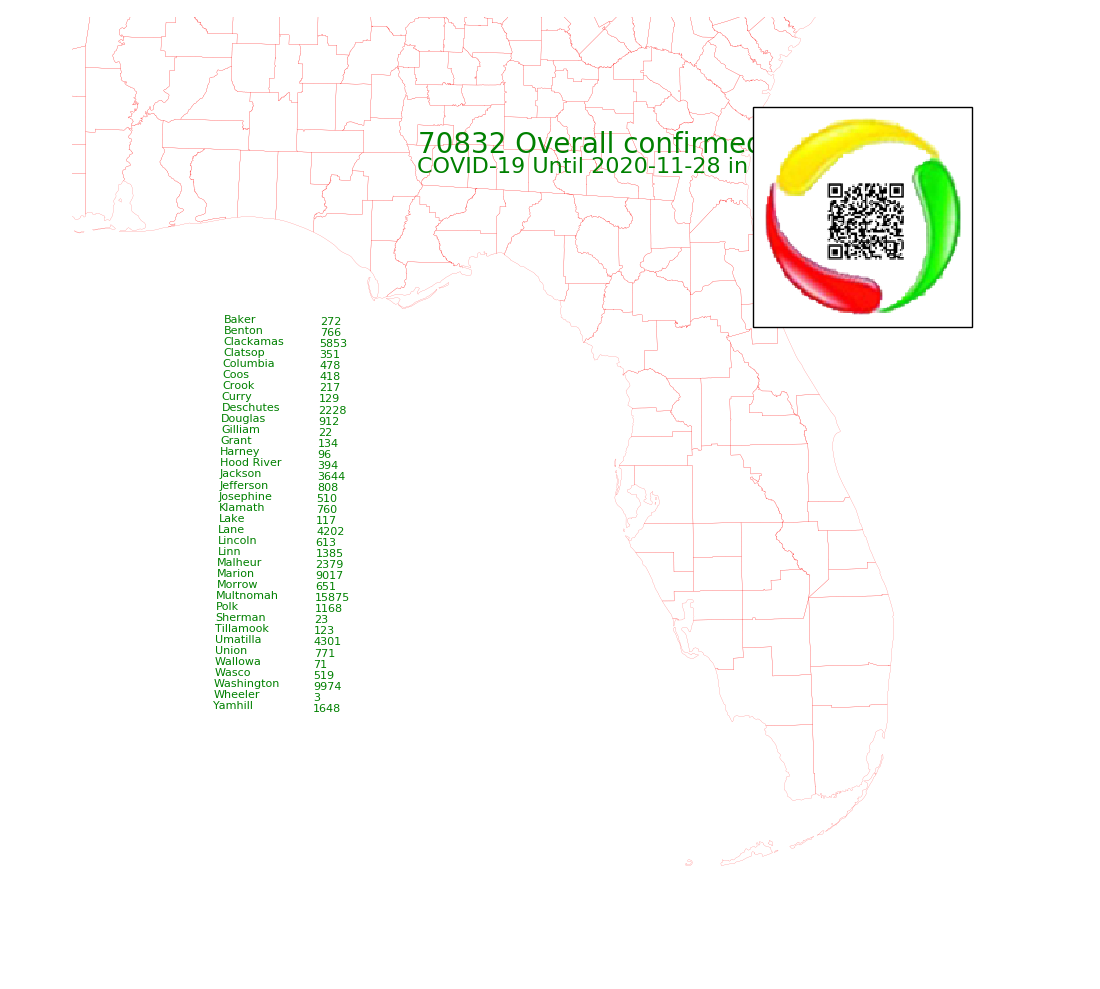 70832 Overall confirmed
COVID-19 Until 2020-11-28 in
Baker 272
Benton 766
Clackamas 5853
Clatsop 351
Columbia 478
Coos 418
Crook 217
Curry 129
Deschutes 2228
Douglas 912
Gilliam 22
Grant 134
Harney 96
Hood River 394
Jackson 3644
Jefferson 808
Josephine 510
Klamath 760
Lake 117
Lane 4202
Lincoln 613
Linn 1385
Malheur 2379
Marion 9017
Morrow 651
Multnomah 15875
Polk 1168
Sherman 23
Tillamook 123
Umatilla 4301
Union 771
Wallowa 71
Wasco 519
Washington 9974
Wheeler 3
Yamhill 1648